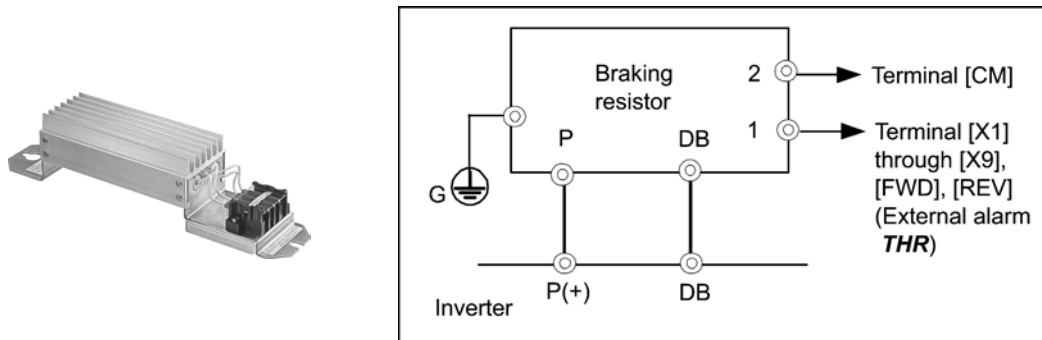 Braking
resistor
2
Terminal [CM]
1
Terminal [X1]
through [X9],
[FWD], [REV]
(External alarm
THR)
P
DB
G
P(+)
DB
Inverter